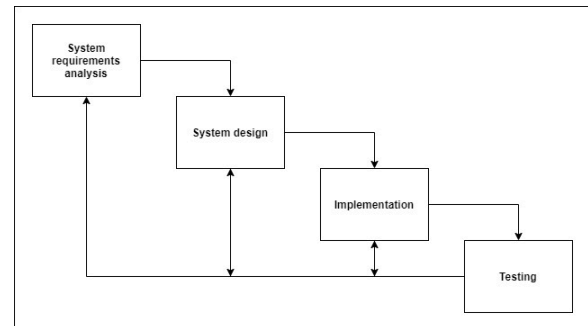 System
requirements
analysis
System design
Implementation
Testing